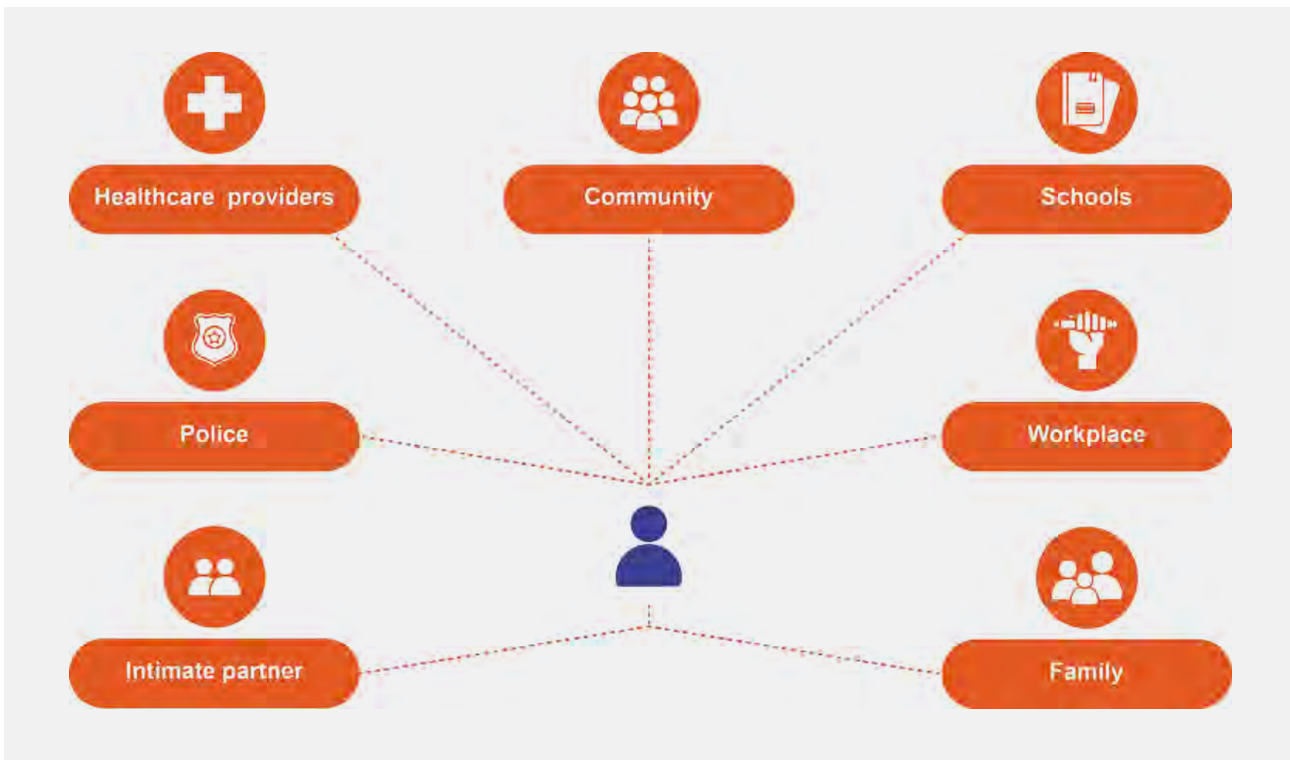 Healthcare providers
Community
Schools
Police
Workplace
Intimate partner
Family